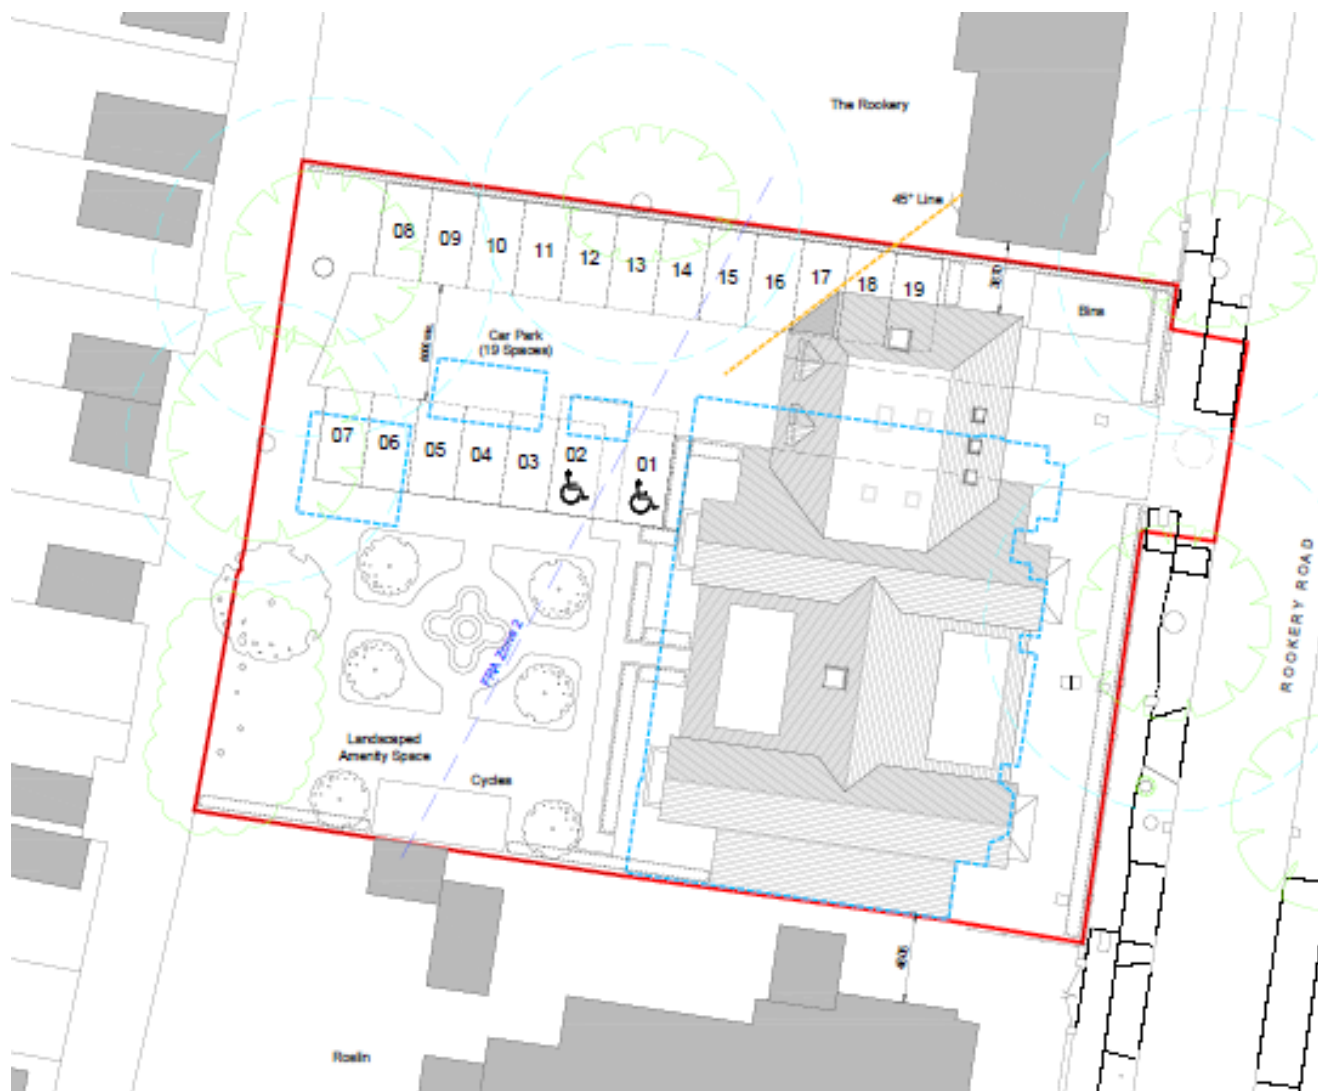 The Rookery
45° Line
08
09
10
11
12
13
14
15
16
17
18
19
Bins
Car Park
(19 Spaces)
07
06
05
04
03
02
01
FRA Zone 2
ROOKERY ROAD
Landscaped
Amenity Space
Cycles
Roslin